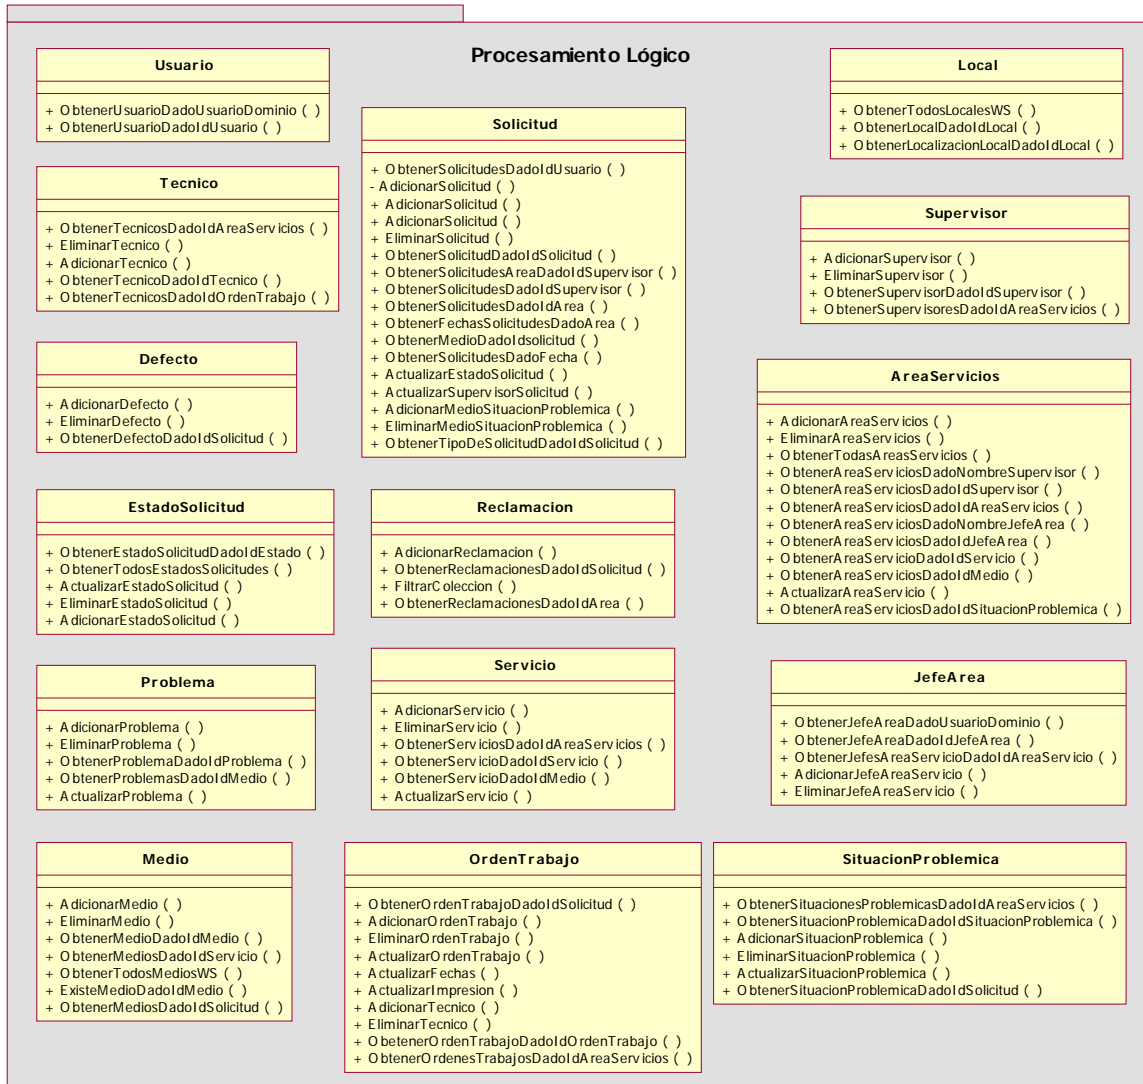 Procesamiento Lógico
Usuario
+ ObtenerUsuarioDadoUsuarioDominio ( )
+ ObtenerUsuarioDadoIdUsuario ( )
Tecnico
+ ObtenerTecnicosDadoIdAreaServicios ( )
+ EliminarTecnico ( )
+ AdicionarTecnico ( )
+ ObtenerTecnicoDadoIdTecnico ( )
+ ObtenerTecnicosDadoIdOrdenTrabajo ( )
Defecto
+ AdicionarDefecto ( )
+ EliminarDefecto ( )
+ ObtenerDefectoDadoIdSolicitud ( )
EstadoSolicitud
+ ObtenerEstadoSolicitudDadoIdEstado ( )
+ ObtenerTodosEstadosSolicitudes ( )
+ ActualizarEstadoSolicitud ( )
+ EliminarEstadoSolicitud ( )
+ AdicionarEstadoSolicitud ( )
Problema
+ AdicionarProblema ( )
+ EliminarProblema ( )
+ ObtenerProblemaDadoIdProblema ( )
+ ObtenerProblemasDadoIdMedio ( )
+ ActualizarProblema ( )
Medio
+ AdicionarMedio ( )
+ EliminarMedio ( )
+ ObtenerMedioDadoIdMedio ( )
+ ObtenerMediosDadoIdServicio ( )
+ ObtenerTodosMediosWS ( )
+ ExisteMedioDadoIdMedio ( )
+ ObtenerMediosDadoIdSolicitud ( )
Solicitud
+ ObtenerSolicitudesDadoIdUsuario ( )
- AdicionarSolicitud ( )
+ AdicionarSolicitud ( )
+ AdicionarSolicitud ( )
+ EliminarSolicitud ( )
+ ObtenerSolicitudDadoIdSolicitud ( )
+ ObtenerSolicitudesAreaDadoIdSupervisor ( )
+ ObtenerSolicitudesDadoIdSupervisor ( )
+ ObtenerSolicitudesDadoIdArea ( )
+ ObtenerFechasSolicitudesDadoArea ( )
+ ObtenerMedioDadoIdsolicitud ( )
+ ObtenerSolicitudesDadoFecha ( )
+ ActualizarEstadoSolicitud ( )
+ ActualizarSupervisorSolicitud ( )
+ AdicionarMedioSituacionProblemica ( )
+ EliminarMedioSituacionProblemica ( )
+ ObtenerTipoDeSolicitudDadoIdSolicitud ( )
Reclamacion
+ AdicionarReclamacion ( )
+ ObtenerReclamacionesDadoIdSolicitud ( )
+ FiltrarColeccion ( )
+ ObtenerReclamacionesDadoIdArea ( )
Servicio
+ AdicionarServicio ( )
+ EliminarServicio ( )
+ ObtenerServiciosDadoIdAreaServicios ( )
+ ObtenerServicioDadoIdServicio ( )
+ ObtenerServicioDadoIdMedio ( )
+ ActualizarServicio ( )
OrdenTrabajo
+ ObtenerOrdenTrabajoDadoIdSolicitud ( )
+ AdicionarOrdenTrabajo ( )
+ EliminarOrdenTrabajo ( )
+ ActualizarOrdenTrabajo ( )
+ ActualizarFechas ( )
+ ActualizarImpresion ( )
+ AdicionarTecnico ( )
+ EliminarTecnico ( )
+ ObetenerOrdenTrabajoDadoIdOrdenTrabajo ( )
+ ObtenerOrdenesTrabajosDadoIdAreaServicios ( )
Local
+ ObtenerTodosLocalesWS ( )
+ ObtenerLocalDadoIdLocal ( )
+ ObtenerLocalizacionLocalDadoIdLocal ( )
Supervisor
+ AdicionarSupervisor ( )
+ EliminarSupervisor ( )
+ ObtenerSupervisorDadoIdSupervisor ( )
+ ObtenerSupervisoresDadoIdAreaServicios ( )
AreaServicios
+ AdicionarAreaServicios ( )
+ EliminarAreaServicios ( )
+ ObtenerTodasAreasServicios ( )
+ ObtenerAreaServiciosDadoNombreSupervisor ( )
+ ObtenerAreaServiciosDadoIdSupervisor ( )
+ ObtenerAreaServiciosDadoIdAreaServicios ( )
+ ObtenerAreaServiciosDadoNombreJefeArea ( )
+ ObtenerAreaServiciosDadoIdJefeArea ( )
+ ObtenerAreaServicioDadoIdServicio ( )
+ ObtenerAreaServiciosDadoIdMedio ( )
+ ActualizarAreaServicio ( )
+ ObtenerAreaServiciosDadoIdSituacionProblemica ( )
JefeArea
+ ObtenerJefeAreaDadoUsuarioDominio ( )
+ ObtenerJefeAreaDadoIdJefeArea ( )
+ ObtenerJefesAreaServicioDadoIdAreaServicio ( )
+ AdicionarJefeAreaServicio ( )
+ EliminarJefeAreaServicio ( )
SituacionProblemica
+ ObtenerSituacionesProblemicasDadoIdAreaServicios ( )
+ ObtenerSituacionProblemicaDadoIdSituacionProblemica ( )
+ AdicionarSituacionProblemica ( )
+ EliminarSituacionProblemica ( )
+ ActualizarSituacionProblemica ( )
+ ObtenerSituacionProblemicaDadoIdSolicitud ( )